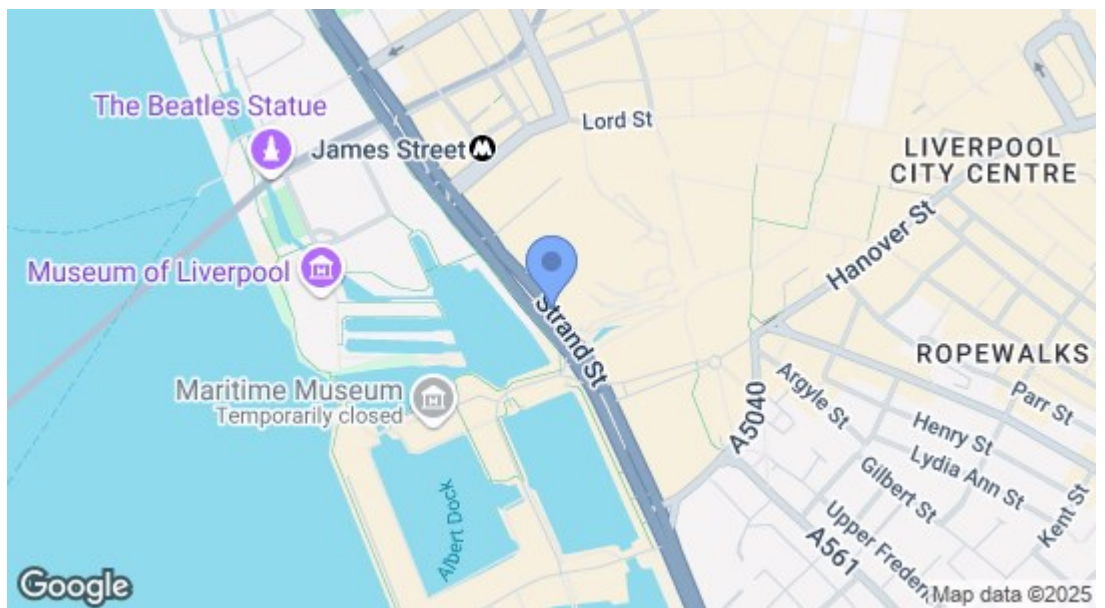 The Beatles Statue
James Street
Lord St
LIVERPOOL
CITY CENTRE
Hanover St
Museum of Liverpool
Strand St
ROPEWALKS
Maritime Museum
Temporarily closed
Argyle St
Parr St
A5040
Henry St
Lydia Ann St
Gilbert St
Kent St
Albert Dock
Upper Freder
A561
Google
Map data ©2025